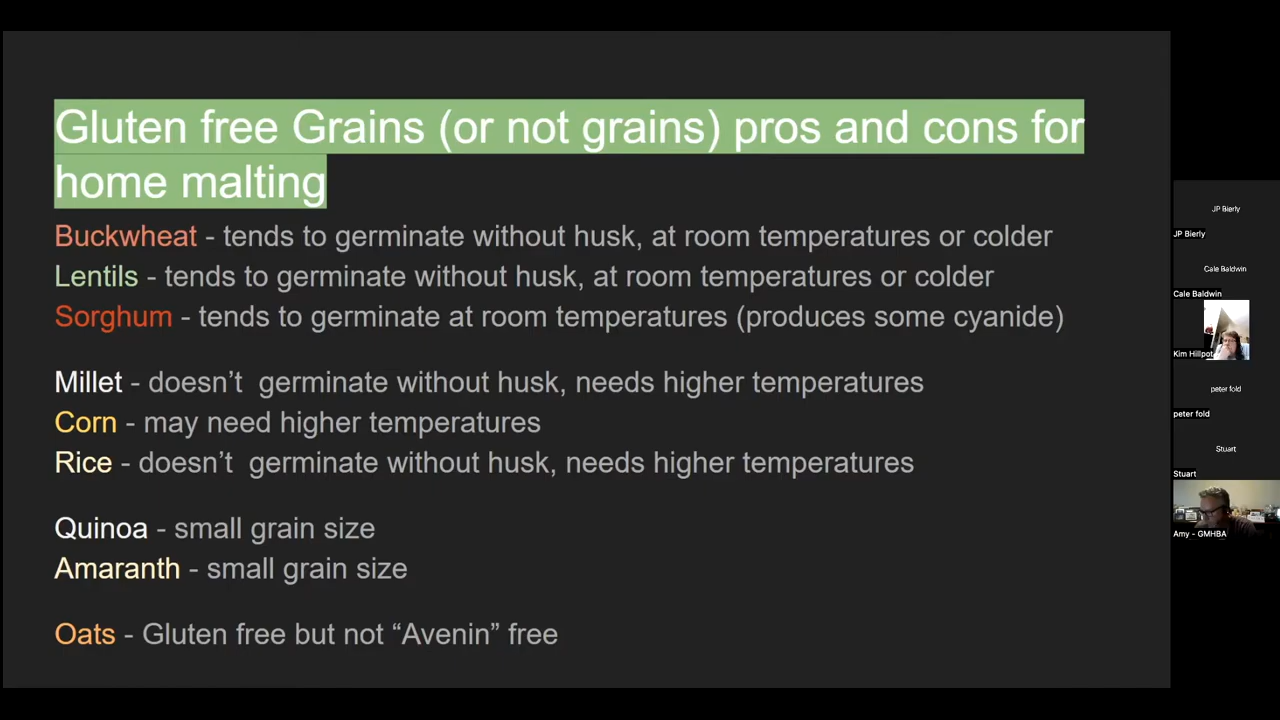 Gluten free Grains (or not grains) pros and cons for
home malting
Buckwheat - tends to germinate without husk, at room temperatures or colder
Lentils - tends to germinate without husk, at room temperatures or colder
Sorghum - tends to germinate at room temperatures (produces some cyanide)
Millet - doesn’t  germinate without husk, needs higher temperatures
Corn - may need higher temperatures
Rice - doesn’t  germinate without husk, needs higher temperatures
Quinoa - small grain size
Amaranth - small grain size
Oats - Gluten free but not “Avenin” free
JP Bierly
JP Bierly
Cale Baldwin
Cale Baldwin
Kim Hillpot
peter fold
peter fold
Stuart
Stuart
Amy - GMHBA